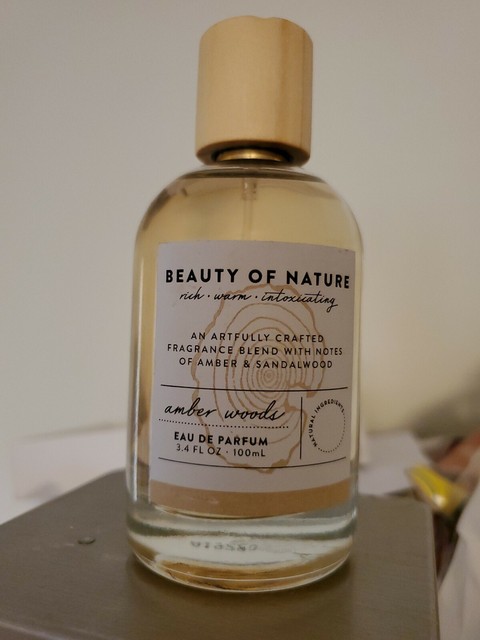 BEAUTY OF NATURE
rich · warm · intoxicating
AN ARTFULLY CRAFTED
FRAGRANCE BLEND WITH NOTES
OF AMBER & SANDALWOOD
amber woods
EAU DE PARFUM
3.4 FL OZ · 100mL
NATURAL INGREDIENTS